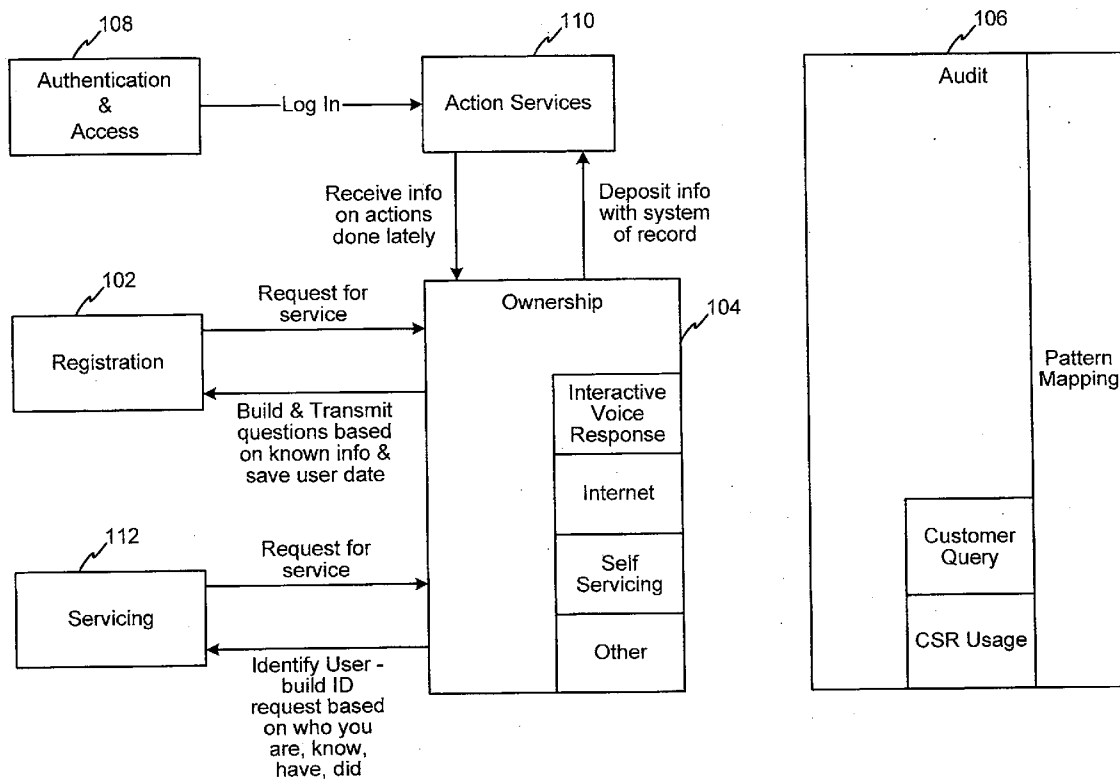 108
Authentication
&
Access
Log In
110
Action Services
106
Audit
Pattern
Mapping
Customer
Query
CSR Usage
Receive info
on actions
done lately
Deposit info
with system
of record
102
Registration
Request for
service
Build & Transmit
questions based
on known info &
save user date
Ownership
104
Interactive
Voice
Response
Internet
Self
Servicing
Other
112
Servicing
Request for
service
Identify User -
build ID
request based
on who you
are, know,
have, did